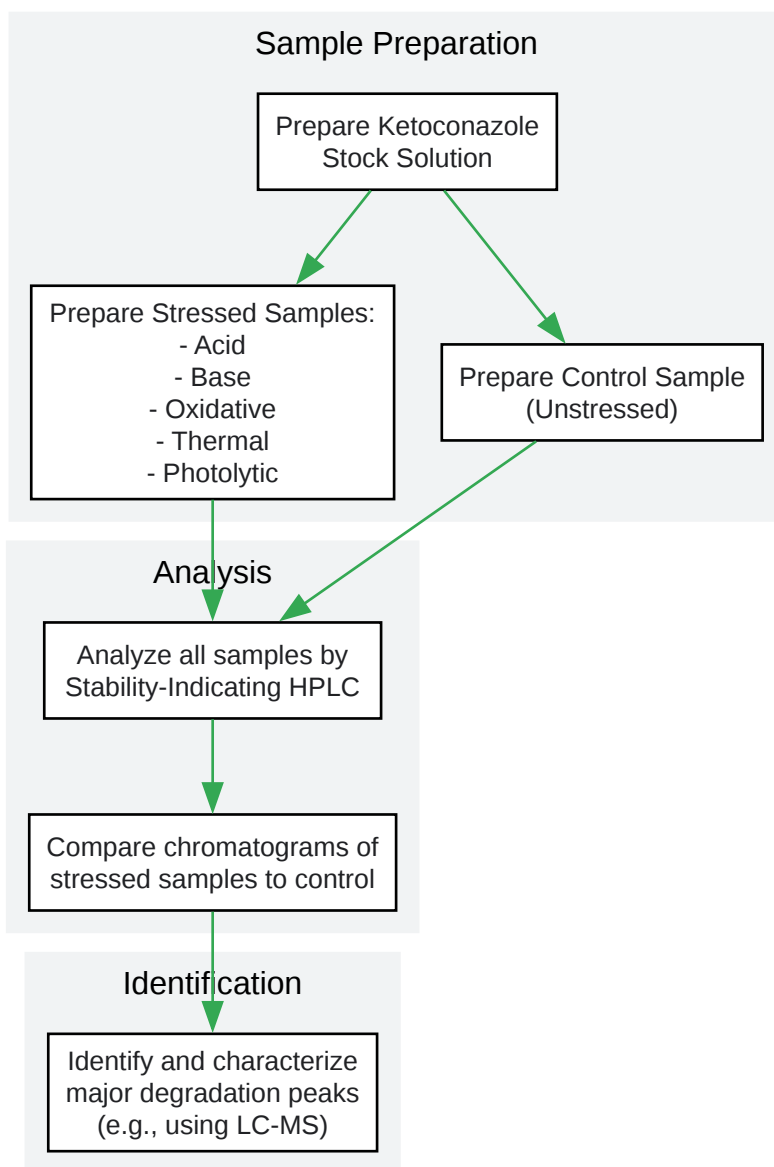 Sample Preparation
Prepare Ketoconazole
Stock Solution
Prepare Stressed Samples:
- Acid
- Base
- Oxidative
- Thermal
- Photolytic
Prepare Control Sample
(Unstressed)
Analysis
Analyze all samples by
Stability-Indicating HPLC
Compare chromatograms of
stressed samples to control
Identification
Identify and characterize
major degradation peaks
(e.g., using LC-MS)